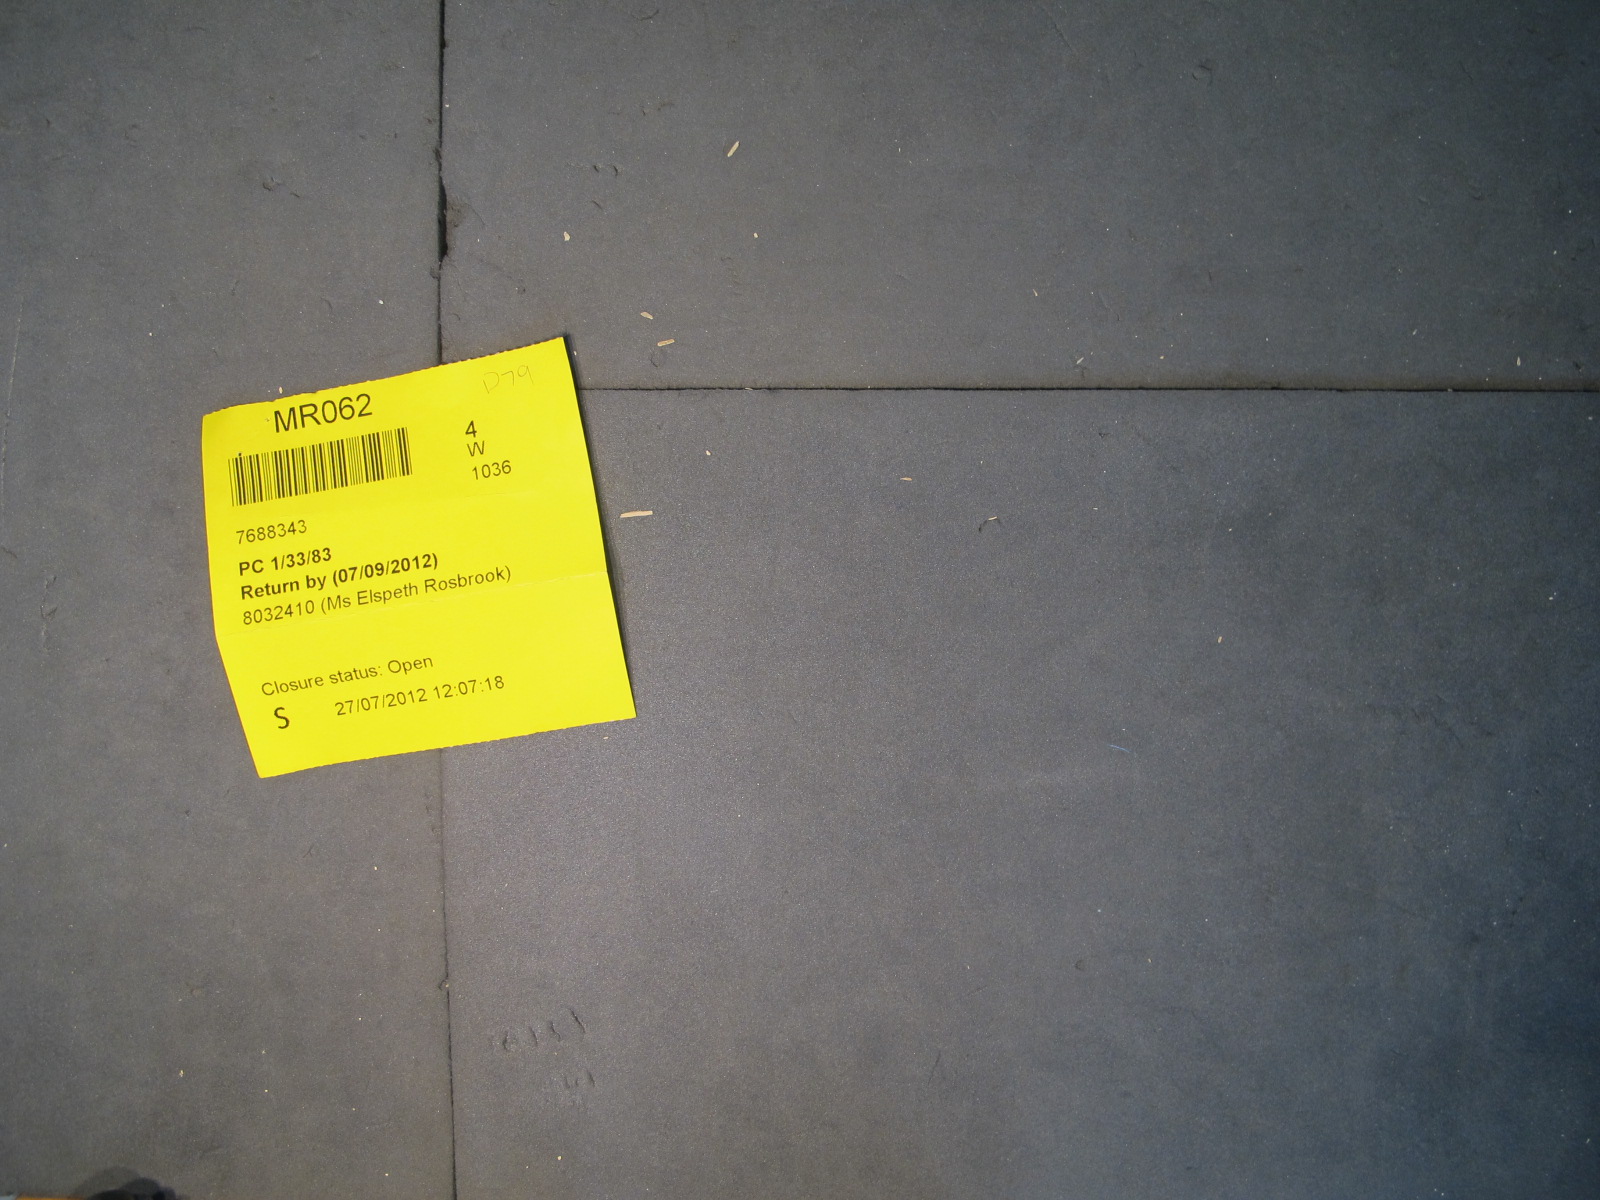 D79
MR062
4
W
1036
7688343
PC 1/33/83
Return by (07/09/2012)
8032410 (Ms Elspeth Rosbrook)
Closure status: Open
S 27/07/2012 12:07:18